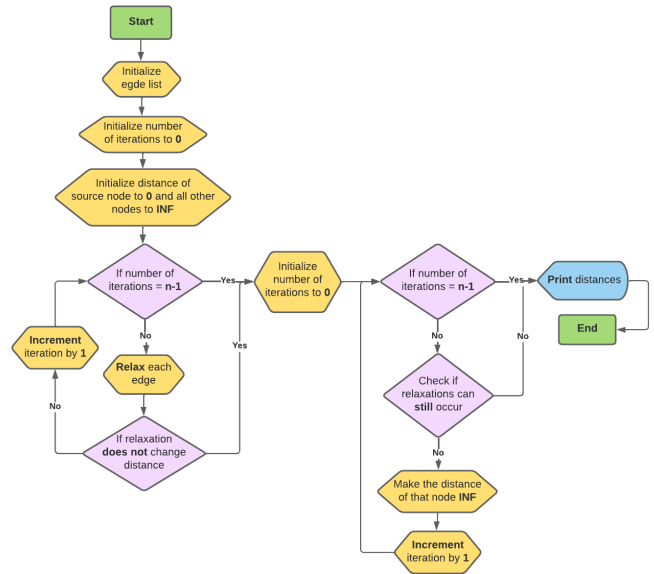 Start
Initialize
egde list
Initialize number
of iterations to 0
Initialize distance of
source node to 0 and all other
nodes to INF
If number of
iterations = n-1
Yes
No
Increment
iteration by 1
Relax each
edge
No
If relaxation
does not change
distance
Yes
Initialize
number of
iterations to 0
If number of
iterations = n-1
Yes
No
Check if
relaxations can
still occur
No
No
Make the distance
of that node INF
Increment
iteration by 1
Print distances
End